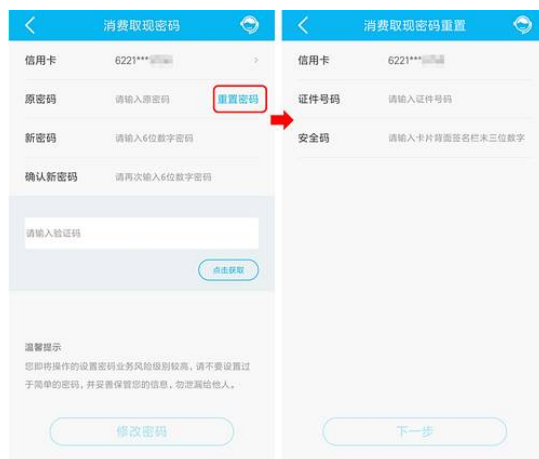 消费取现密码
信用卡 6221***
原密码 请输入原密码 重置密码
新密码 请输入6位数字密码
确认新密码 请再次输入6位数字密码
请输入验证码
点击获取
温馨提示
您即将操作的设置密码业务风险级别较高，请不要设置过
于简单的密码，并妥善保管您的信息，勿泄漏给他人。
修改密码
消费取现密码重置
信用卡 6221***
证件号码 请输入证件号码
安全码 请输入卡片背面签名栏末三位数字
下一步